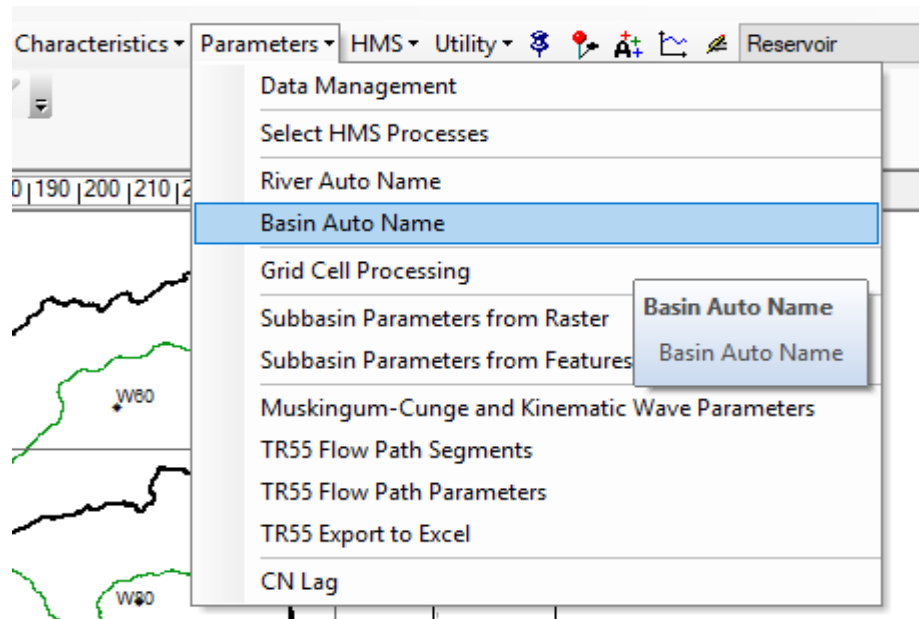 Characteristics Parameters HMS Utility Reservoir
Data Management
Select HMS Processes
190 200 210
River Auto Name
Basin Auto Name
Grid Cell Processing
Basin Auto Name
Subbasin Parameters from Raster
Basin Auto Name
Subbasin Parameters from Features
W60
Muskingum-Cunge and Kinematic Wave Parameters
TR55 Flow Path Segments
TR55 Flow Path Parameters
TR55 Export to Excel
CN Lag